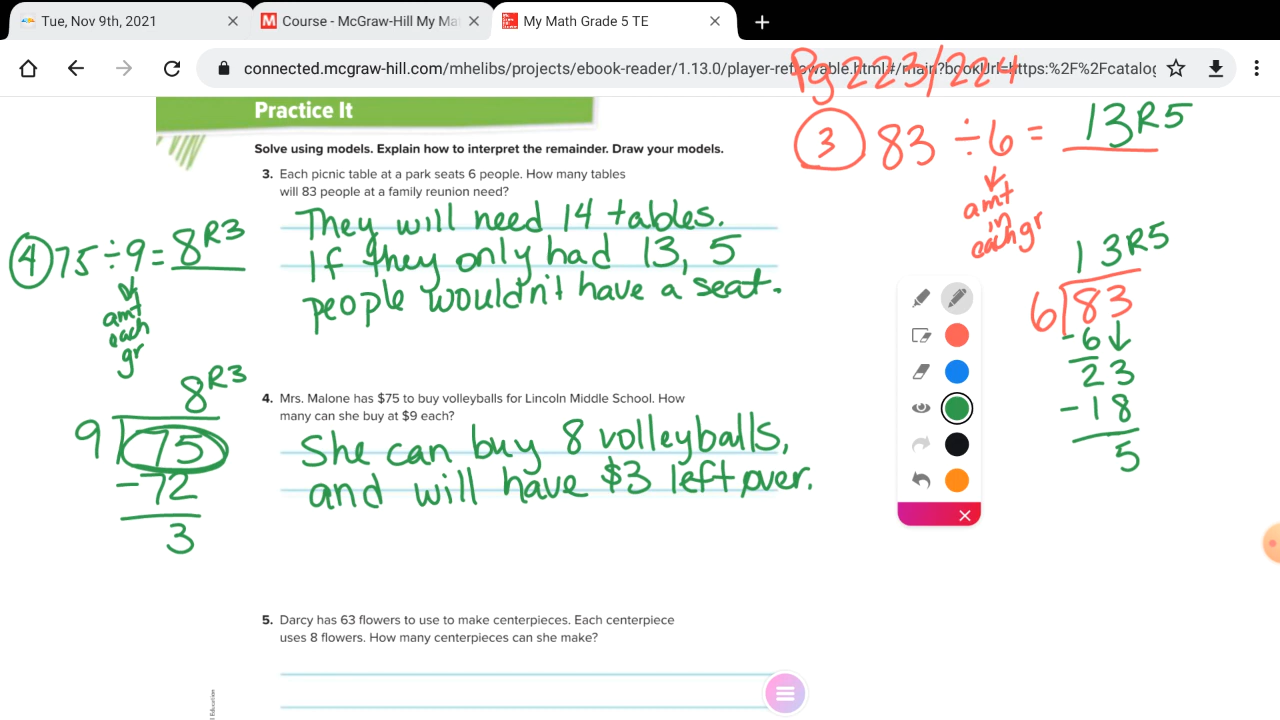 Tue, Nov 9th, 2021
Course - McGraw-Hill My Ma
My Math Grade 5 TE
connected.mcgraw-hill.com/mhelibs/projects/ebook-reader/1.13.0/player-reflowable.html#/main?bookUrl=https:%2F%2Fcatalog
Pg 223/224
Practice It
Solve using models. Explain how to interpret the remainder. Draw your models.
3 83 ÷ 6 = 13R5
amt
in
each gr
3. Each picnic table at a park seats 6 people. How many tables
will 83 people at a family reunion need?
They will need 14 tables.
If they only had 13, 5
people wouldn't have a seat.
4 75 ÷ 9 = 8R3
amt
each
gr
13R5
6 83
-6
23
-18
5
8R3
9 75
-72
3
4. Mrs. Malone has $75 to buy volleyballs for Lincoln Middle School. How
many can she buy at $9 each?
She can buy 8 volleyballs,
and will have $3 left over.
5. Darcy has 63 flowers to use to make centerpieces. Each centerpiece
uses 8 flowers. How many centerpieces can she make?
l Education